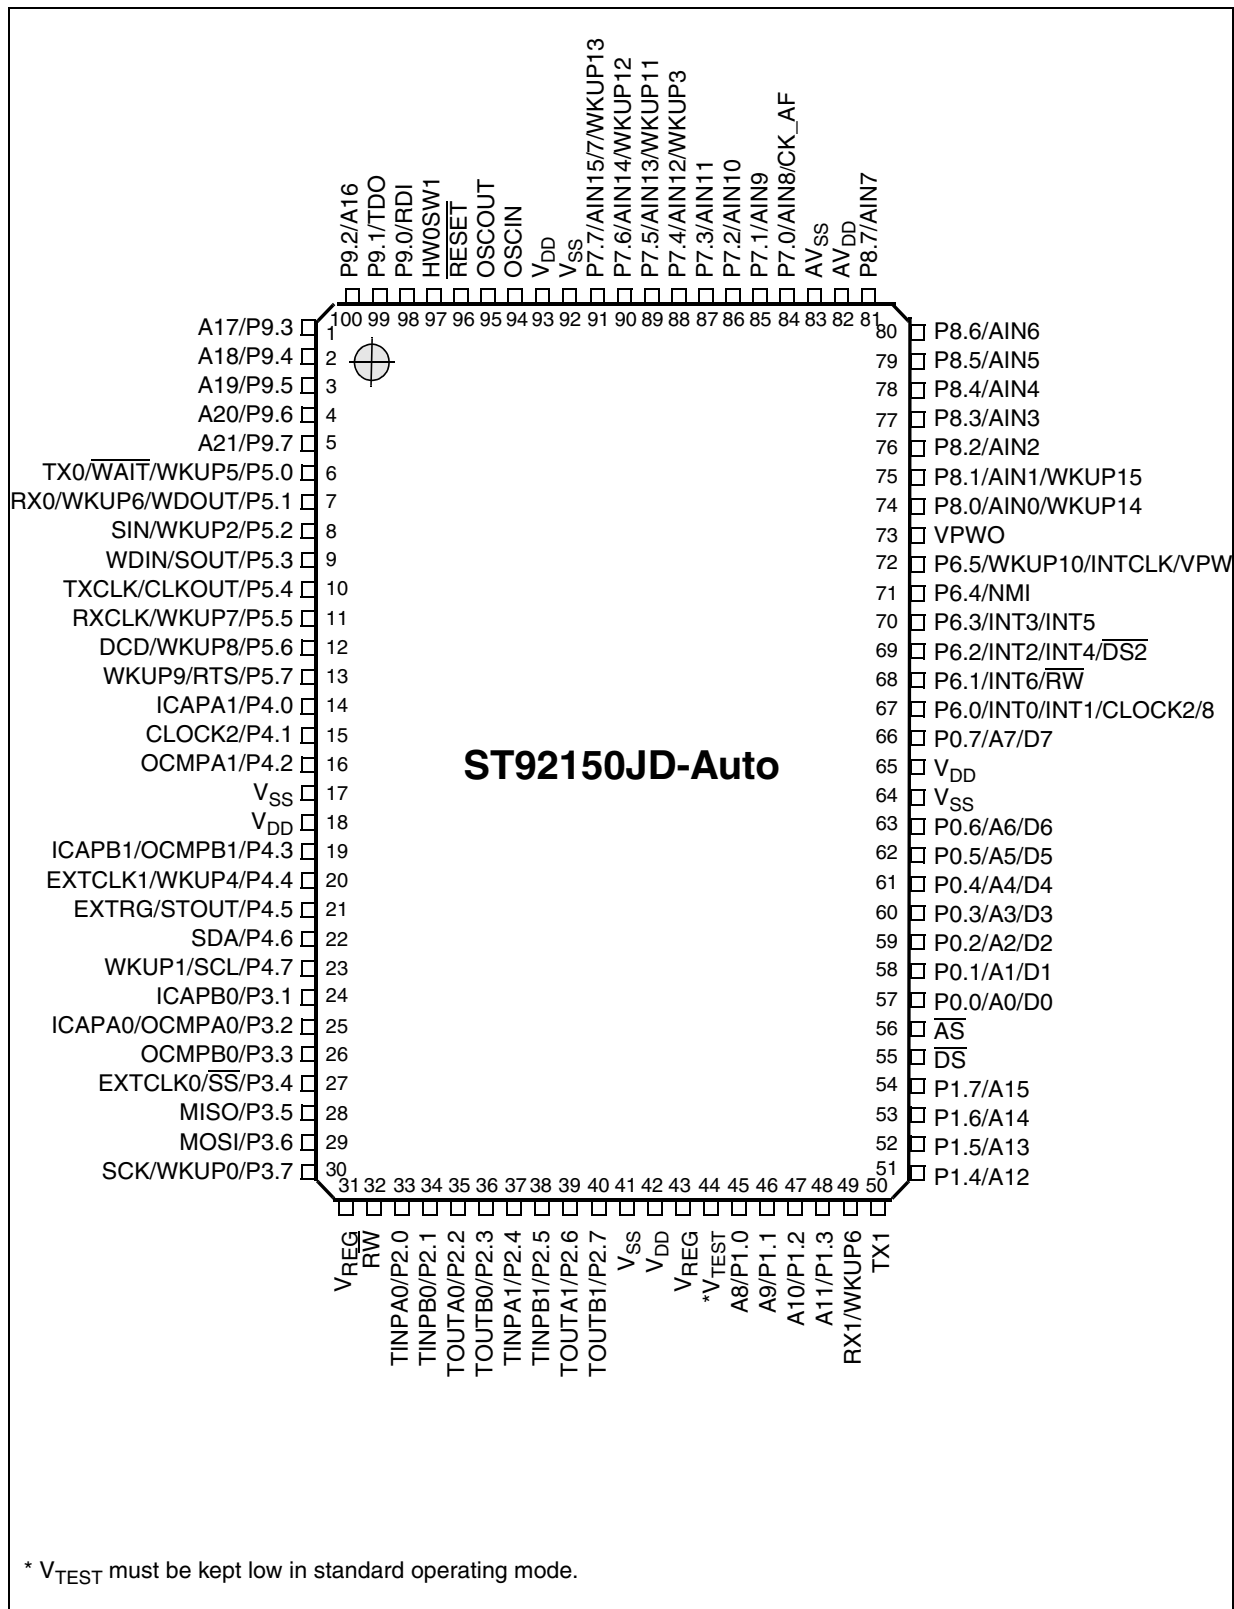 P9.2/A16
P9.1/TDO
P9.0/RDI
HW0SW1
RESET
OSCOUT
OSCIN
VDD
VSS
P7.7/AIN15/7/WKUP13
P7.6/AIN14/WKUP12
P7.5/AIN13/WKUP11
P7.4/AIN12/WKUP3
P7.3/AIN11
P7.2/AIN10
P7.1/AIN9
P7.0/AIN8/CK_AF
AVSS
AVDD
P8.7/AIN7
100 99 98 97 96 95 94 93 92 91 90 89 88 87 86 85 84 83 82 81
A17/P9.3 1
A18/P9.4 2
A19/P9.5 3
A20/P9.6 4
A21/P9.7 5
TX0/WAIT/WKUP5/P5.0 6
RX0/WKUP6/WDOUT/P5.1 7
SIN/WKUP2/P5.2 8
WDIN/SOUT/P5.3 9
TXCLK/CLKOUT/P5.4 10
RXCLK/WKUP7/P5.5 11
DCD/WKUP8/P5.6 12
WKUP9/RTS/P5.7 13
ICAPA1/P4.0 14
CLOCK2/P4.1 15
OCMPA1/P4.2 16
VSS 17
VDD 18
ICAPB1/OCMPB1/P4.3 19
EXTCLK1/WKUP4/P4.4 20
EXTRG/STOUT/P4.5 21
SDA/P4.6 22
WKUP1/SCL/P4.7 23
ICAPB0/P3.1 24
ICAPA0/OCMPA0/P3.2 25
OCMPB0/P3.3 26
EXTCLK0/SS/P3.4 27
MISO/P3.5 28
MOSI/P3.6 29
SCK/WKUP0/P3.7 30
ST92150JD-Auto
80 P8.6/AIN6
79 P8.5/AIN5
78 P8.4/AIN4
77 P8.3/AIN3
76 P8.2/AIN2
75 P8.1/AIN1/WKUP15
74 P8.0/AIN0/WKUP14
73 VPWO
72 P6.5/WKUP10/INTCLK/VPW
71 P6.4/NMI
70 P6.3/INT3/INT5
69 P6.2/INT2/INT4/DS2
68 P6.1/INT6/RW
67 P6.0/INT0/INT1/CLOCK2/8
66 P0.7/A7/D7
65 VDD
64 VSS
63 P0.6/A6/D6
62 P0.5/A5/D5
61 P0.4/A4/D4
60 P0.3/A3/D3
59 P0.2/A2/D2
58 P0.1/A1/D1
57 P0.0/A0/D0
56 AS
55 DS
54 P1.7/A15
53 P1.6/A14
52 P1.5/A13
51 P1.4/A12
31 32 33 34 35 36 37 38 39 40 41 42 43 44 45 46 47 48 49 50
VREG
RW
TINPA0/P2.0
TINPB0/P2.1
TOUTA0/P2.2
TOUTB0/P2.3
TINPA1/P2.4
TINPB1/P2.5
TOUTA1/P2.6
TOUTB1/P2.7
VSS
VDD
VREG
*VTEST
A8/P1.0
A9/P1.1
A10/P1.2
A11/P1.3
RX1/WKUP6
TX1
* VTEST must be kept low in standard operating mode.